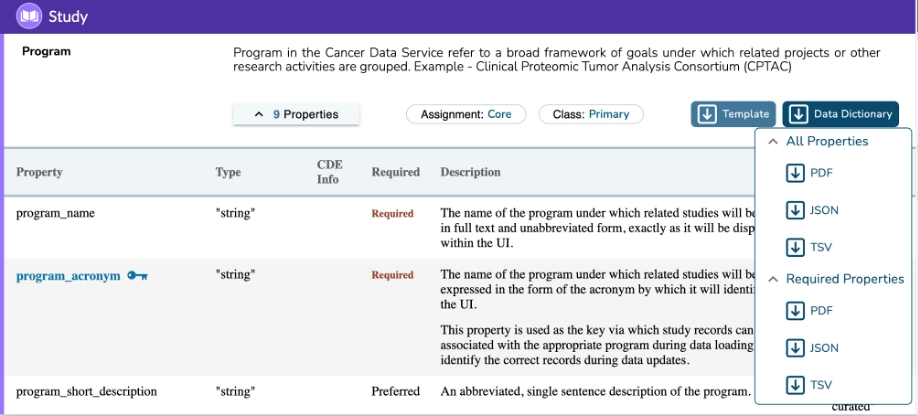 Study
Program
Program in the Cancer Data Service refer to a broad framework of goals under which related projects or other
research activities are grouped. Example - Clinical Proteomic Tumor Analysis Consortium (CPTAC)
9 Properties
Assignment: Core
Class: Primary
Template
Data Dictionary
All Properties
PDF
JSON
TSV
Required Properties
PDF
JSON
TSV
Property Type CDE Info Required Description
program_name "string" Required The name of the program under which related studies will be
in full text and unabbreviated form, exactly as it will be disp
within the UI.
program_acronym "string" Required The name of the program under which related studies will be
expressed in the form of the acronym by which it will identi
the UI.
This property is used as the key via which study records can
associated with the appropriate program during data loading
identify the correct records during data updates.
program_short_description "string" Preferred An abbreviated, single sentence description of the program.
curated"